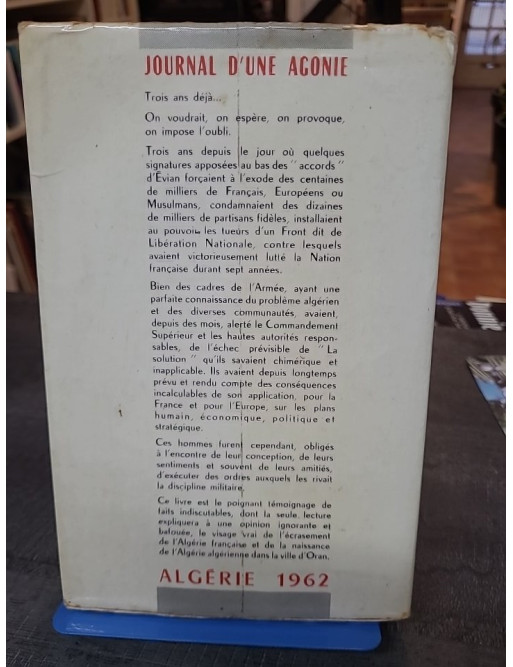 JOURNAL D'UNE AGONIE
Trois ans déjà...
On voudrait, on espère, on provoque,
on impose l'oubli.
Trois ans depuis le jour où quelques
signatures apposées au bas des "accords"
d'Évian forçaient à l'exode des centaines
de milliers de Français, Européens ou
Musulmans, condamnaient des dizaines
de milliers de partisans fidèles, installaient
au pouvoir les tueurs d'un Front dit de
Libération Nationale, contre lesquels
avaient victorieusement lutté la Nation
française durant sept années.
Bien des cadres de l'Armée, ayant une
parfaite connaissance du problème algérien
et des diverses communautés, avaient,
depuis des mois, alerté le Commandement
Supérieur et les hautes autorités respon-
sables, de l'échec prévisible de "La
solution" qu'ils savaient chimérique et
inapplicable. Ils avaient depuis longtemps
prévu et rendu compte des conséquences
incalculables de son application, pour la
France et pour l'Europe, sur les plans
humain, économique, politique et
stratégique.
Ces hommes furent cependant, obligés
à l'encontre de leur conception, de leurs
sentiments et souvent de leurs amitiés,
d'exécuter des ordres auxquels les rivait
la discipline militaire.
Ce livre est le poignant témoignage de
faits indiscutables, dont la seule lecture
expliquera à une opinion ignorante et
bafouée, le visage vrai de l'écrasement
de l'Algérie française et de la naissance
de l'Algérie algérienne dans la ville d'Oran.
ALGÉRIE 1962